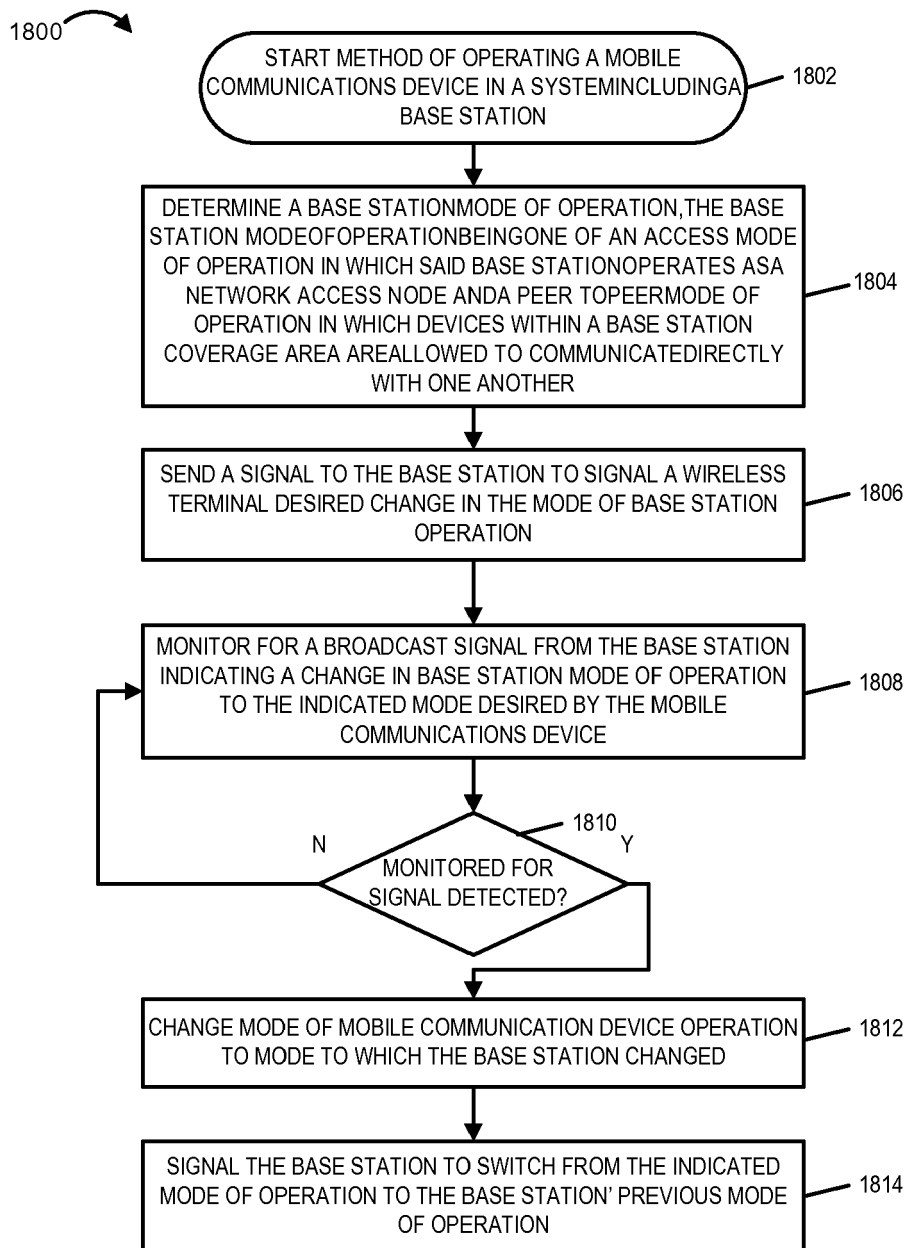 1800
START METHOD OF OPERATING A MOBILE
COMMUNICATIONS DEVICE IN A SYSTEMINCLUDINGA
BASE STATION
1802
DETERMINE A BASE STATIONMODE OF OPERATION,THE BASE
STATION MODEOFOPERATIONBEINGONE OF AN ACCESS MODE
OF OPERATION IN WHICH SAID BASE STATIONOPERATES ASA
NETWORK ACCESS NODE ANDA PEER TOPEERMODE OF
OPERATION IN WHICH DEVICES WITHIN A BASE STATION
COVERAGE AREA AREALLOWED TO COMMUNICATEDIRECTLY
WITH ONE ANOTHER
1804
SEND A SIGNAL TO THE BASE STATION TO SIGNAL A WIRELESS
TERMINAL DESIRED CHANGE IN THE MODE OF BASE STATION
OPERATION
1806
MONITOR FOR A BROADCAST SIGNAL FROM THE BASE STATION
INDICATING A CHANGE IN BASE STATION MODE OF OPERATION
TO THE INDICATED MODE DESIRED BY THE MOBILE
COMMUNICATIONS DEVICE
1808
1810
N
Y
MONITORED FOR
SIGNAL DETECTED?
CHANGE MODE OF MOBILE COMMUNICATION DEVICE OPERATION
TO MODE TO WHICH THE BASE STATION CHANGED
1812
SIGNAL THE BASE STATION TO SWITCH FROM THE INDICATED
MODE OF OPERATION TO THE BASE STATION' PREVIOUS MODE
OF OPERATION
1814